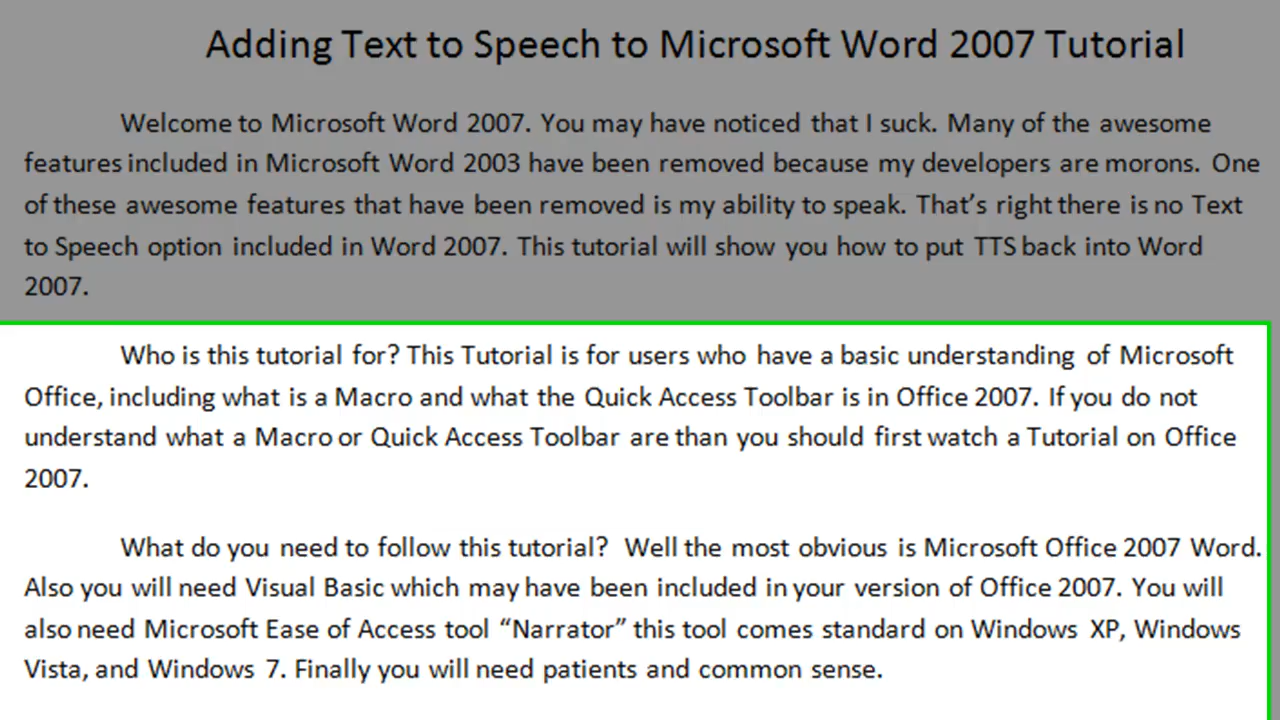 Adding Text to Speech to Microsoft Word 2007 Tutorial
Welcome to Microsoft Word 2007. You may have noticed that I suck. Many of the awesome
features included in Microsoft Word 2003 have been removed because my developers are morons. One
of these awesome features that have been removed is my ability to speak. That’s right there is no Text
to Speech option included in Word 2007. This tutorial will show you how to put TTS back into Word
2007.
Who is this tutorial for? This Tutorial is for users who have a basic understanding of Microsoft
Office, including what is a Macro and what the Quick Access Toolbar is in Office 2007. If you do not
understand what a Macro or Quick Access Toolbar are than you should first watch a Tutorial on Office
2007.
What do you need to follow this tutorial? Well the most obvious is Microsoft Office 2007 Word.
Also you will need Visual Basic which may have been included in your version of Office 2007. You will
also need Microsoft Ease of Access tool “Narrator” this tool comes standard on Windows XP, Windows
Vista, and Windows 7. Finally you will need patients and common sense.